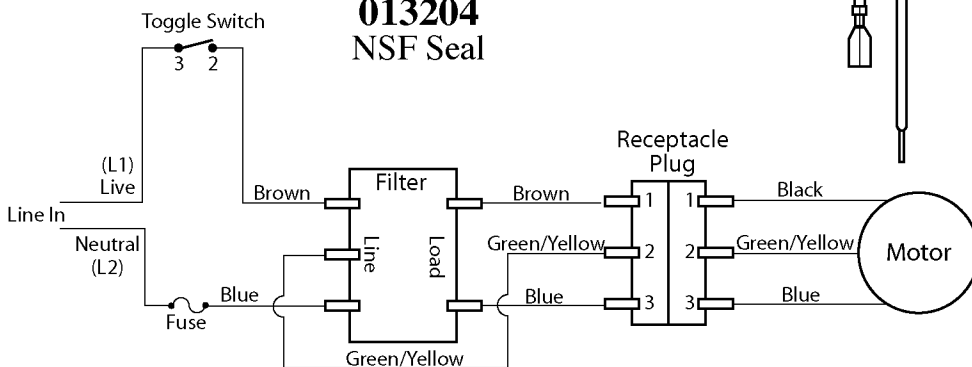 013204
NSF Seal
Toggle Switch
3 2
(L1)
Live
Line In
Neutral
(L2)
Fuse
Brown
Blue
Filter
Line
Load
Green/Yellow
Brown
Green/Yellow
Blue
Receptacle
Plug
1 1
2 2
3 3
Black
Green/Yellow
Blue
Motor